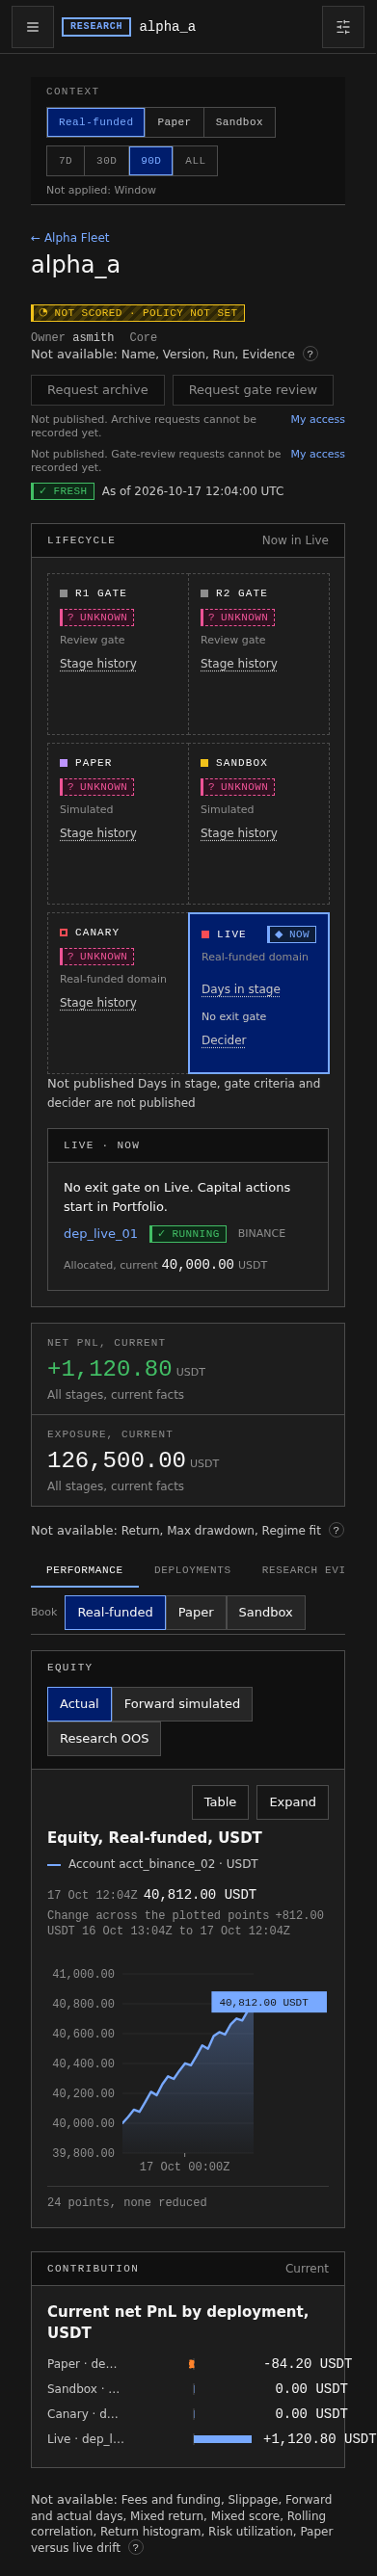 RESEARCH alpha_a
CONTEXT
Real-funded Paper Sandbox
7D 30D 90D ALL
Not applied: Window
← Alpha Fleet
alpha_a
NOT SCORED · POLICY NOT SET
Owner asmith Core
Not available: Name, Version, Run, Evidence ?
Request archive Request gate review
Not published. Archive requests cannot be My access
recorded yet.
Not published. Gate-review requests cannot be My access
recorded yet.
✓ FRESH As of 2026-10-17 12:04:00 UTC
LIFECYCLE Now in Live
R1 GATE R2 GATE
? UNKNOWN ? UNKNOWN
Review gate Review gate
Stage history Stage history
PAPER SANDBOX
? UNKNOWN ? UNKNOWN
Simulated Simulated
Stage history Stage history
CANARY LIVE ◆ NOW
? UNKNOWN Real-funded domain
Real-funded domain Days in stage
Stage history No exit gate
Decider
Not published Days in stage, gate criteria and
decider are not published
LIVE · NOW
No exit gate on Live. Capital actions
start in Portfolio.
dep_live_01 ✓ RUNNING BINANCE
Allocated, current 40,000.00 USDT
NET PNL, CURRENT
+1,120.80 USDT
All stages, current facts
EXPOSURE, CURRENT
126,500.00 USDT
All stages, current facts
Not available: Return, Max drawdown, Regime fit ?
PERFORMANCE DEPLOYMENTS RESEARCH EVI
Book Real-funded Paper Sandbox
EQUITY
Actual Forward simulated
Research OOS
Table Expand
Equity, Real-funded, USDT
Account acct_binance_02 · USDT
17 Oct 12:04Z 40,812.00 USDT
Change across the plotted points +812.00
USDT 16 Oct 13:04Z to 17 Oct 12:04Z
41,000.00
40,800.00 40,812.00 USDT
40,600.00
40,400.00
40,200.00
40,000.00
39,800.00
17 Oct 00:00Z
24 points, none reduced
CONTRIBUTION Current
Current net PnL by deployment,
USDT
Paper · de... -84.20 USDT
Sandbox · ... 0.00 USDT
Canary · d... 0.00 USDT
Live · dep_l... +1,120.80 USDT
Not available: Fees and funding, Slippage, Forward
and actual days, Mixed return, Mixed score, Rolling
correlation, Return histogram, Risk utilization, Paper
versus live drift ?